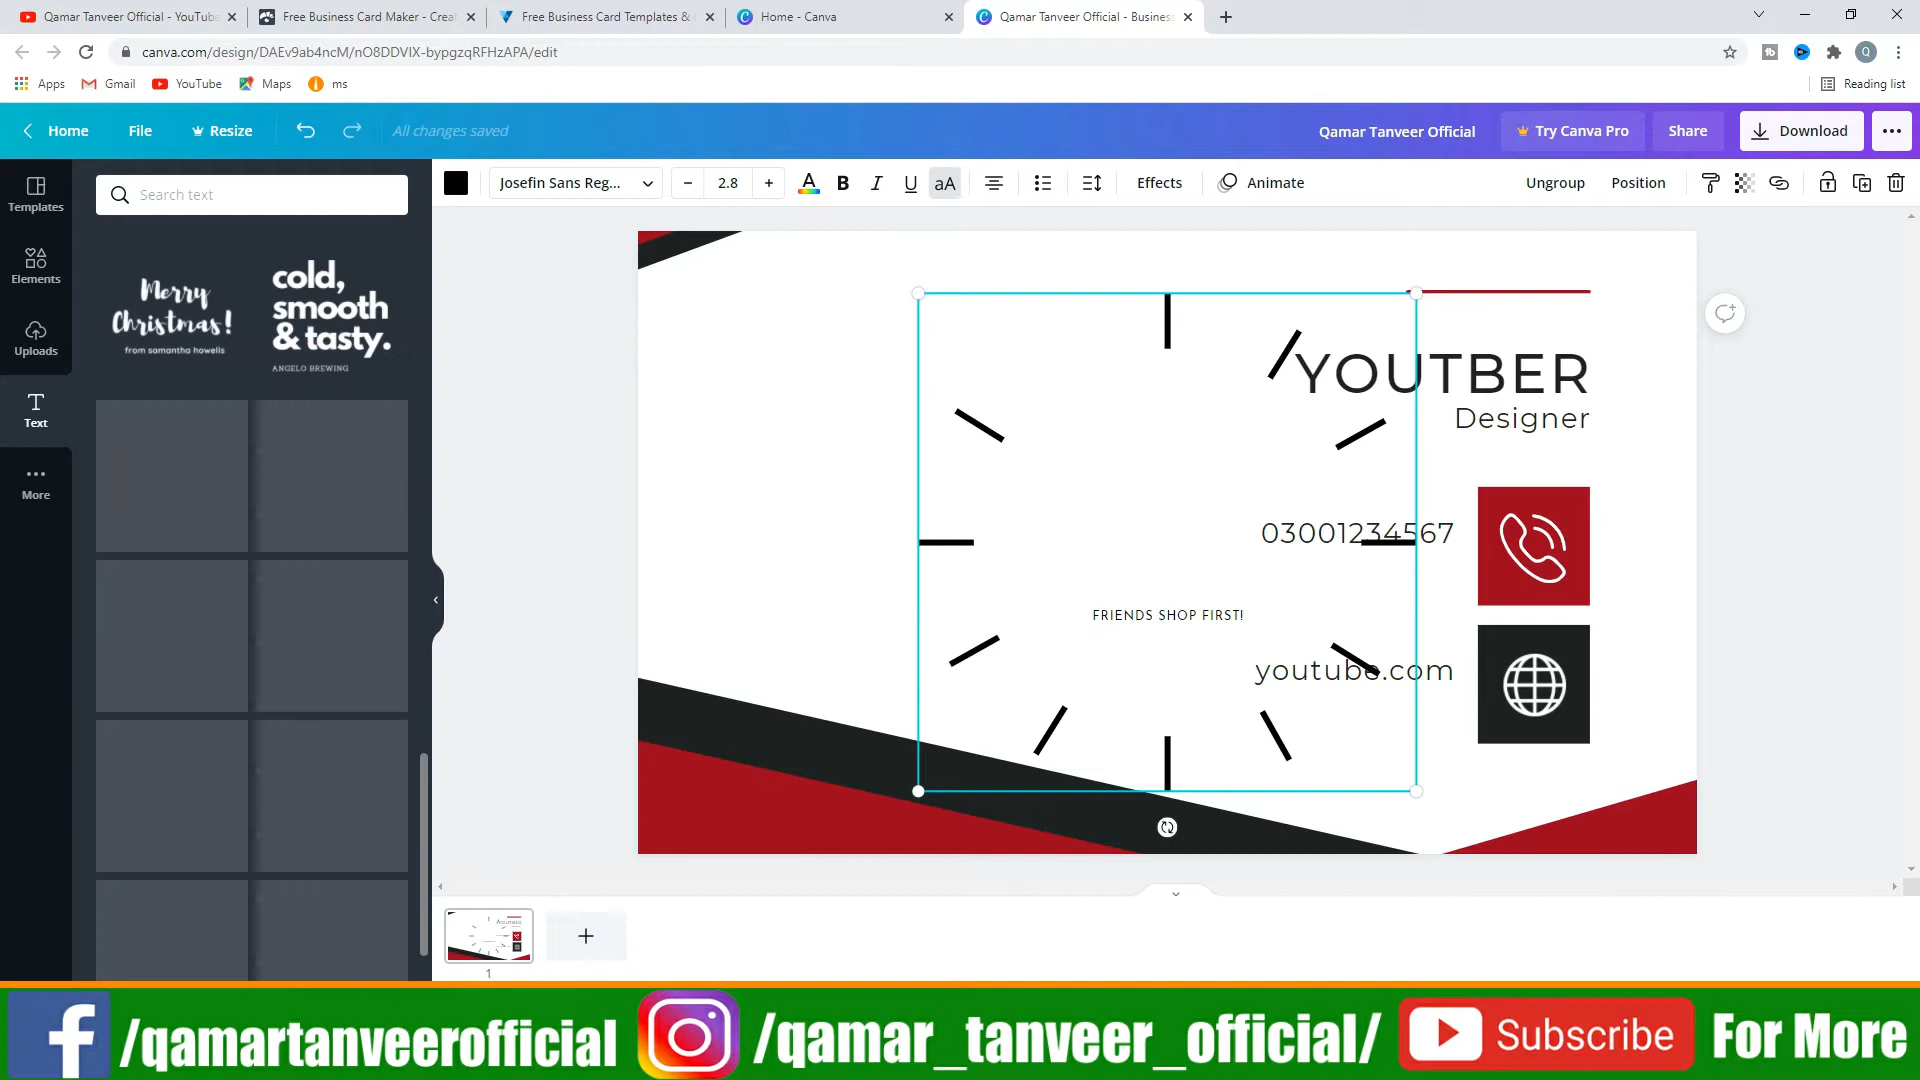 Qamar Tanveer Official - YouTube
Free Business Card Maker - Creat
Free Business Card Templates &
Home - Canva
Qamar Tanveer Official - Business
canva.com/design/DAEv9ab4ncM/nO8DDVIX-bypgzqRFHzAPA/edit
Q
Apps
Gmail
YouTube
Maps
ms
Reading list
Home
File
Resize
All changes saved
Qamar Tanveer Official
Try Canva Pro
Share
Download
Templates
Elements
Uploads
Text
More
Search text
Josefin Sans Reg...
2.8
A
B
I
U
aA
Effects
Animate
Ungroup
Position
Merry
Christmas!
from samantha howells
cold,
smooth
& tasty.
ANGELO BREWING
YOUTBER
Designer
03001234567
FRIENDS SHOP FIRST!
youtube.com
1
/qamartanveerofficial
/qamar_tanveer_official/
Subscribe
For More